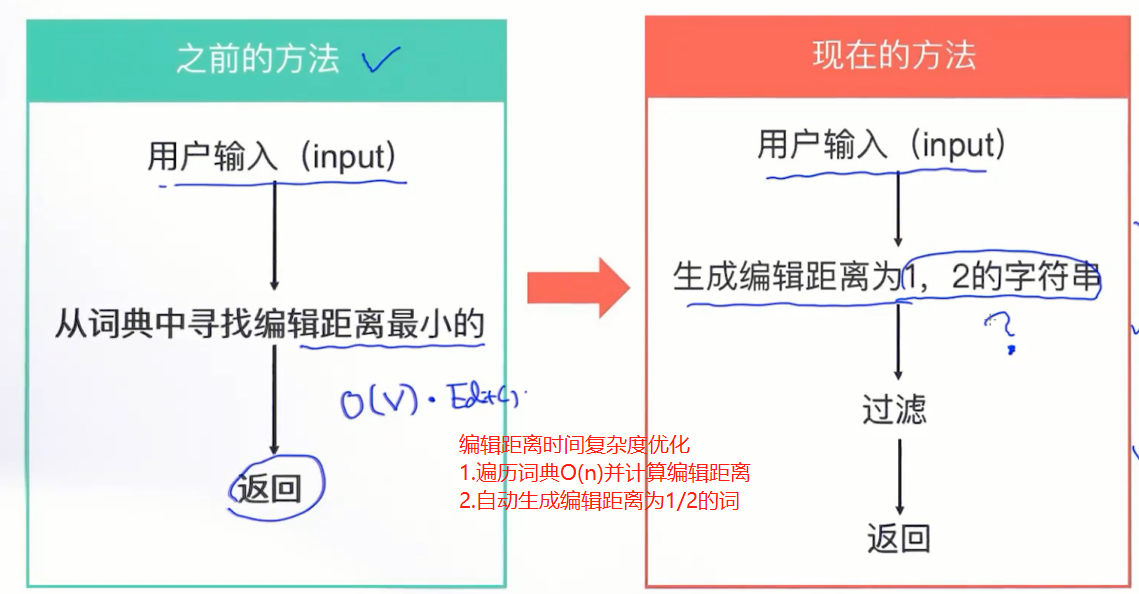 之前的方法
用户输入（input）
从词典中寻找编辑距离最小的
O(V)·Edit()
返回
现在的方法
用户输入（input）
生成编辑距离为1，2的字符串
?
过滤
返回
编辑距离时间复杂度优化
1.遍历词典O(n)并计算编辑距离
2.自动生成编辑距离为1/2的词